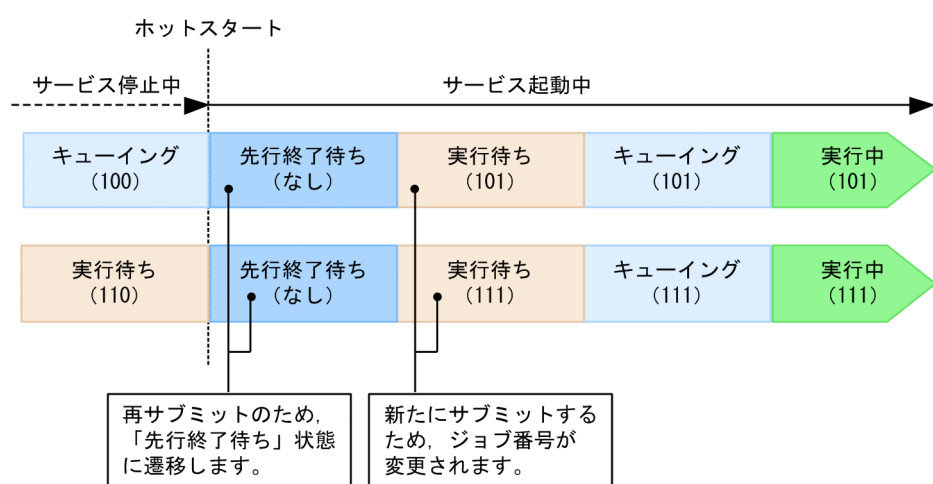 ホットスタート
サービス停止中
サービス起動中
キューイング
(100)
先行終了待ち
(なし)
実行待ち
(101)
キューイング
(101)
実行中
(101)
実行待ち
(110)
先行終了待ち
(なし)
実行待ち
(111)
キューイング
(111)
実行中
(111)
再サブミットのため,
「先行終了待ち」状態
に遷移します。
新たにサブミットする
ため,ジョブ番号が
変更されます。